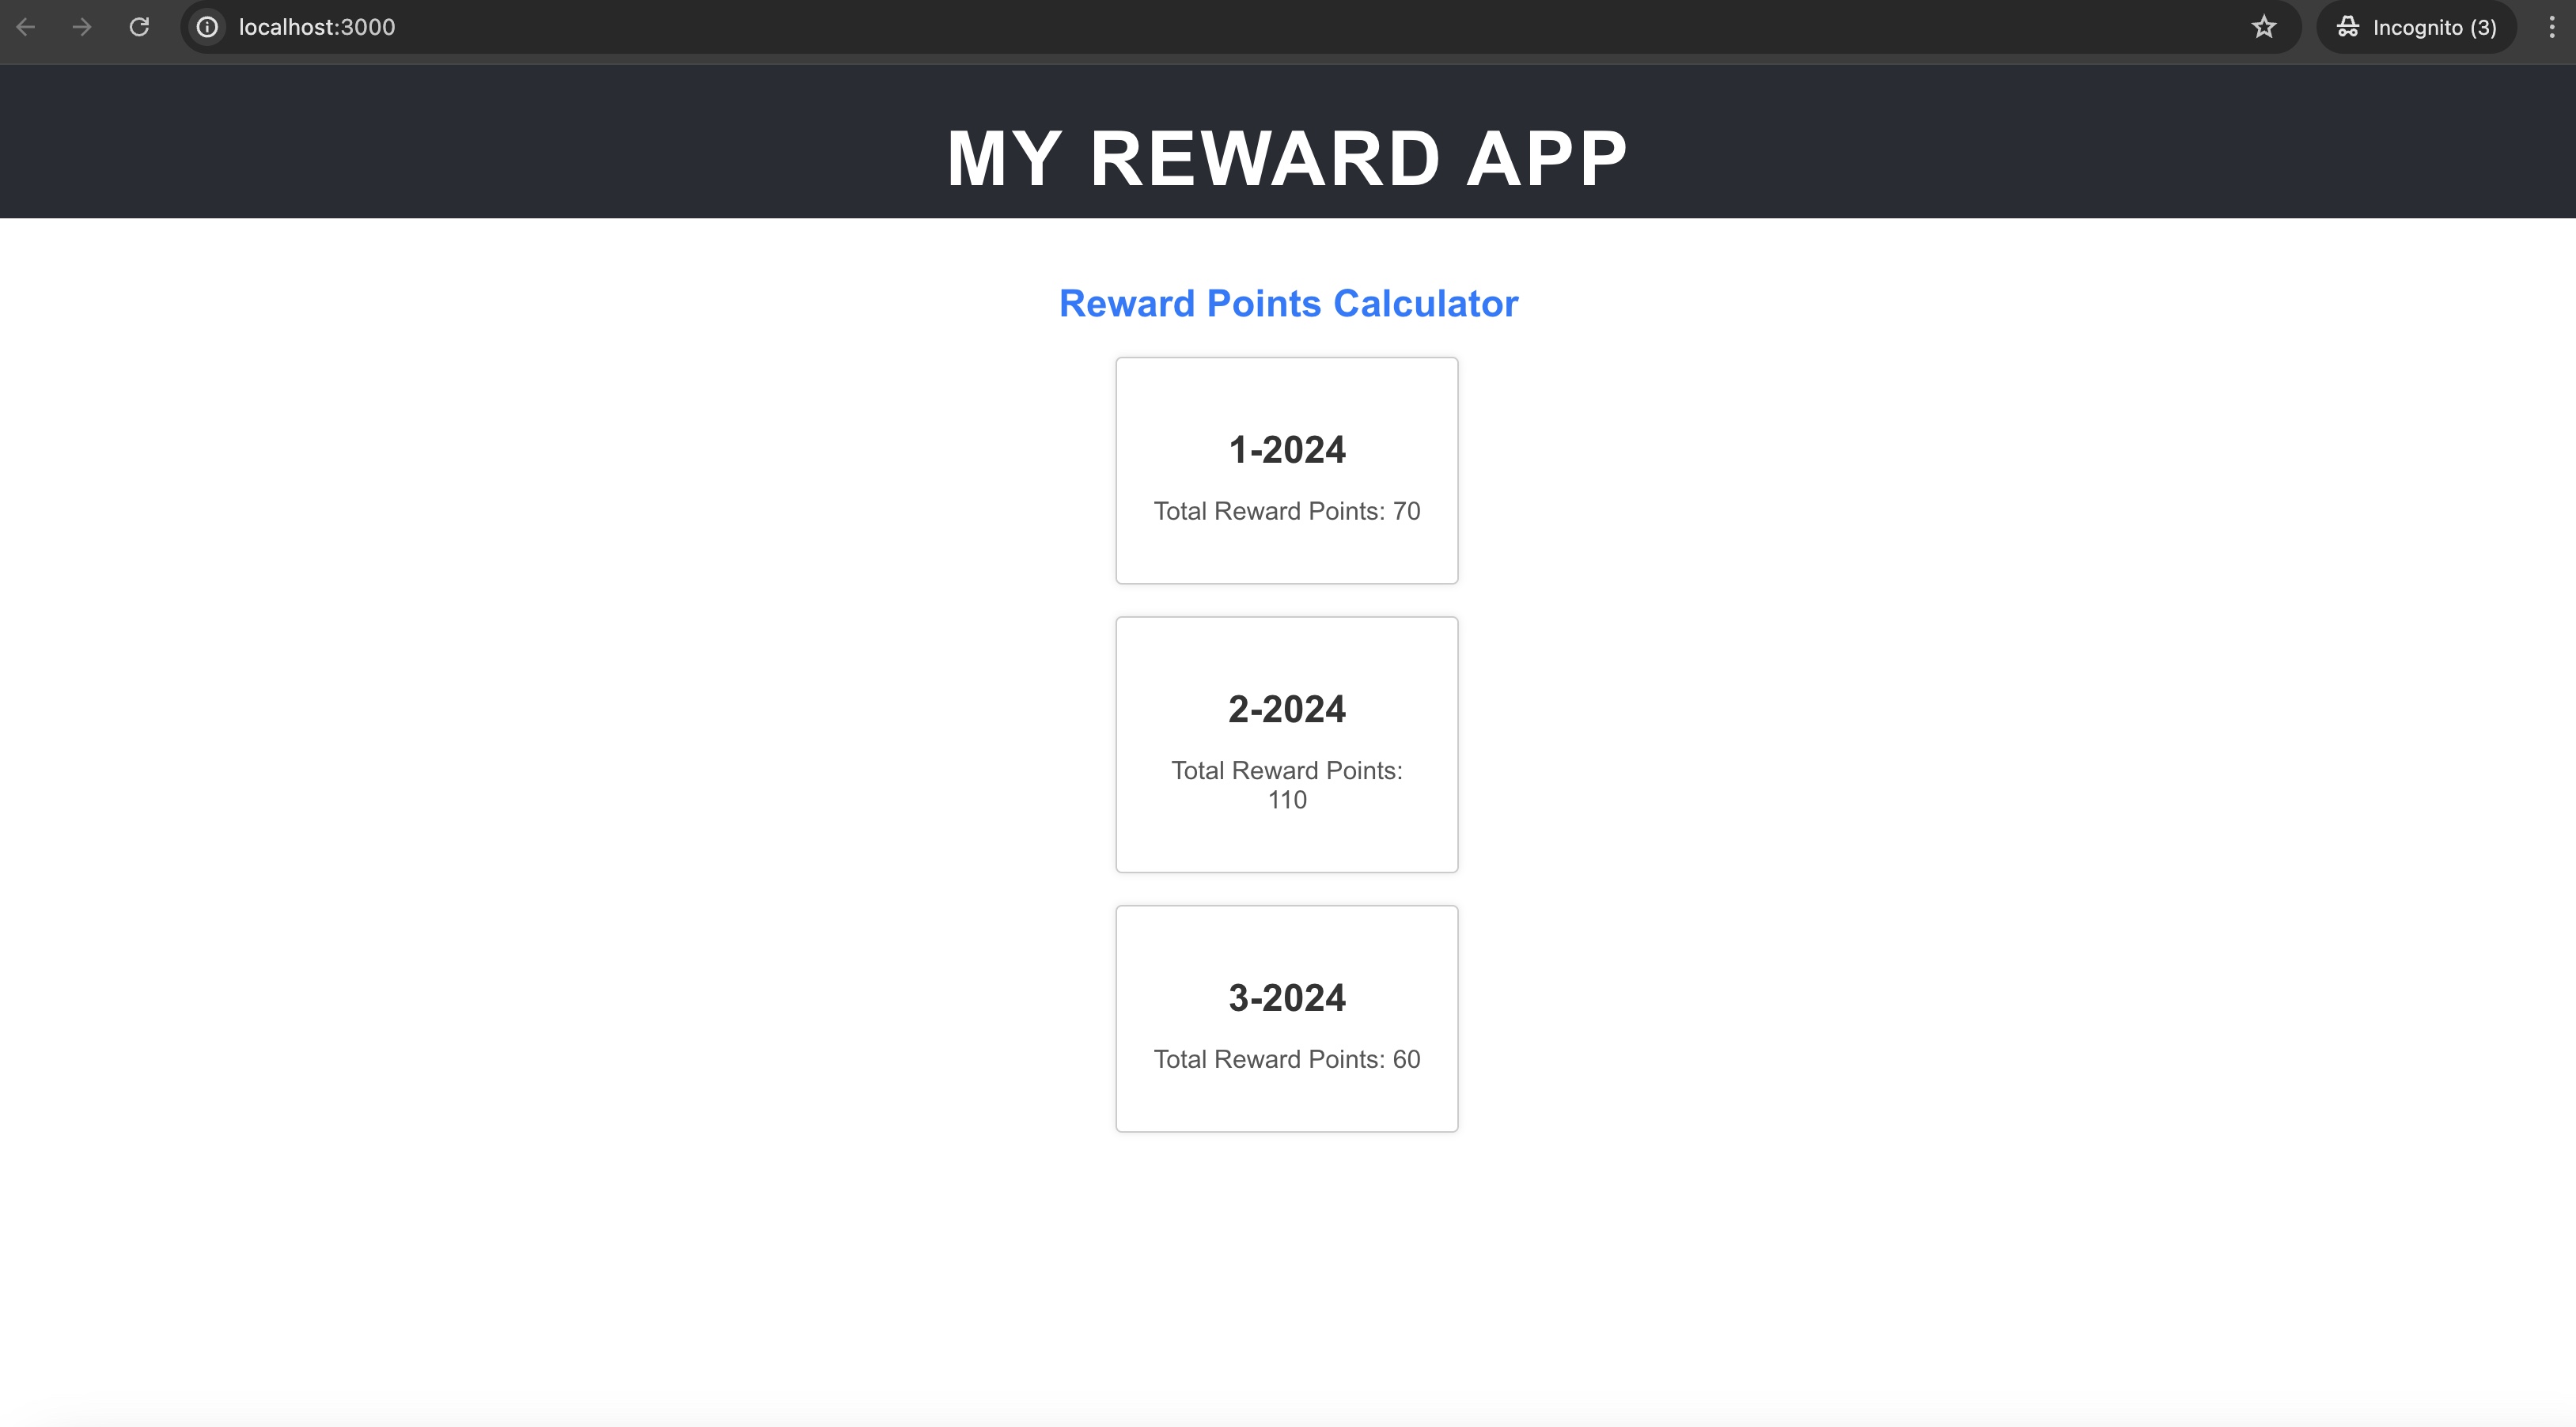 localhost:3000
Incognito (3)
MY REWARD APP
Reward Points Calculator
1-2024
Total Reward Points: 70
2-2024
Total Reward Points:
110
3-2024
Total Reward Points: 60